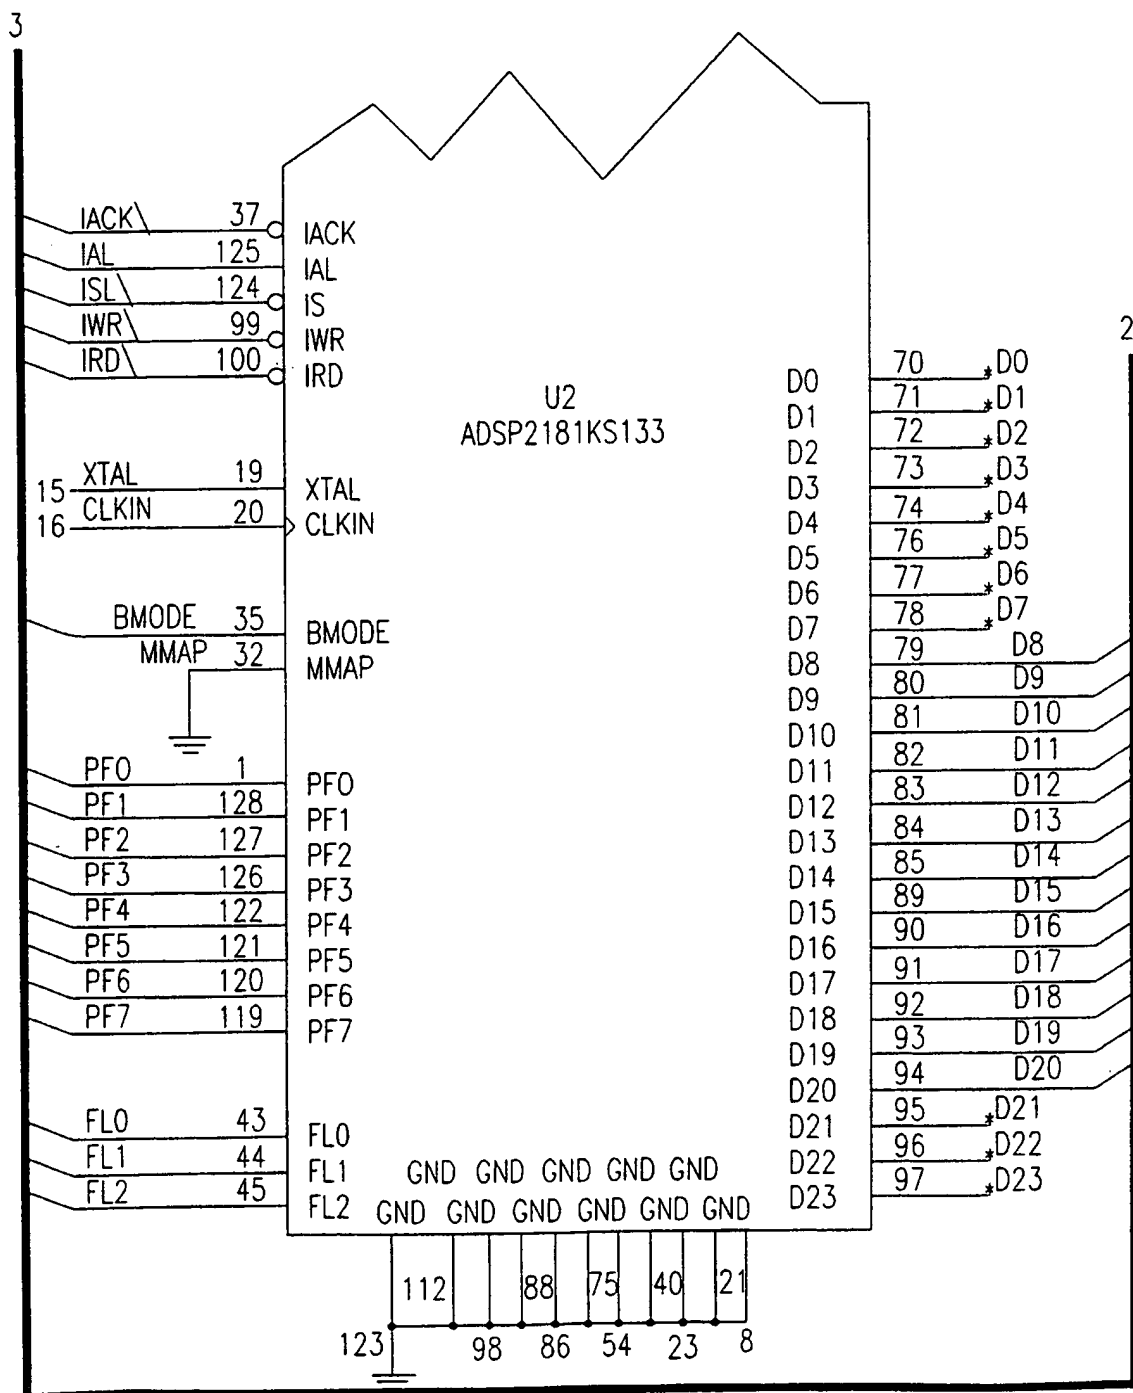 3
2
IACK\ 37 IACK
IAL 125 IAL
ISL\ 124 IS
IWR\ 99 IWR
IRD\ 100 IRD
U2
ADSP2181KS133
15 XTAL 19 XTAL
16 CLKIN 20 CLKIN
BMODE 35 BMODE
MMAP 32 MMAP
PF0 1 PF0
PF1 128 PF1
PF2 127 PF2
PF3 126 PF3
PF4 122 PF4
PF5 121 PF5
PF6 120 PF6
PF7 119 PF7
FL0 43 FL0
FL1 44 FL1
FL2 45 FL2
D0 70 *D0
D1 71 *D1
D2 72 *D2
D3 73 *D3
D4 74 *D4
D5 76 *D5
D6 77 *D6
D7 78 *D7
D8 79 D8
D9 80 D9
D10 81 D10
D11 82 D11
D12 83 D12
D13 84 D13
D14 85 D14
D15 89 D15
D16 90 D16
D17 91 D17
D18 92 D18
D19 93 D19
D20 94 D20
D21 95 *D21
D22 96 *D22
D23 97 *D23
GND GND GND GND GND
GND GND GND GND GND GND
112 88 75 40 21
123 98 86 54 23 8